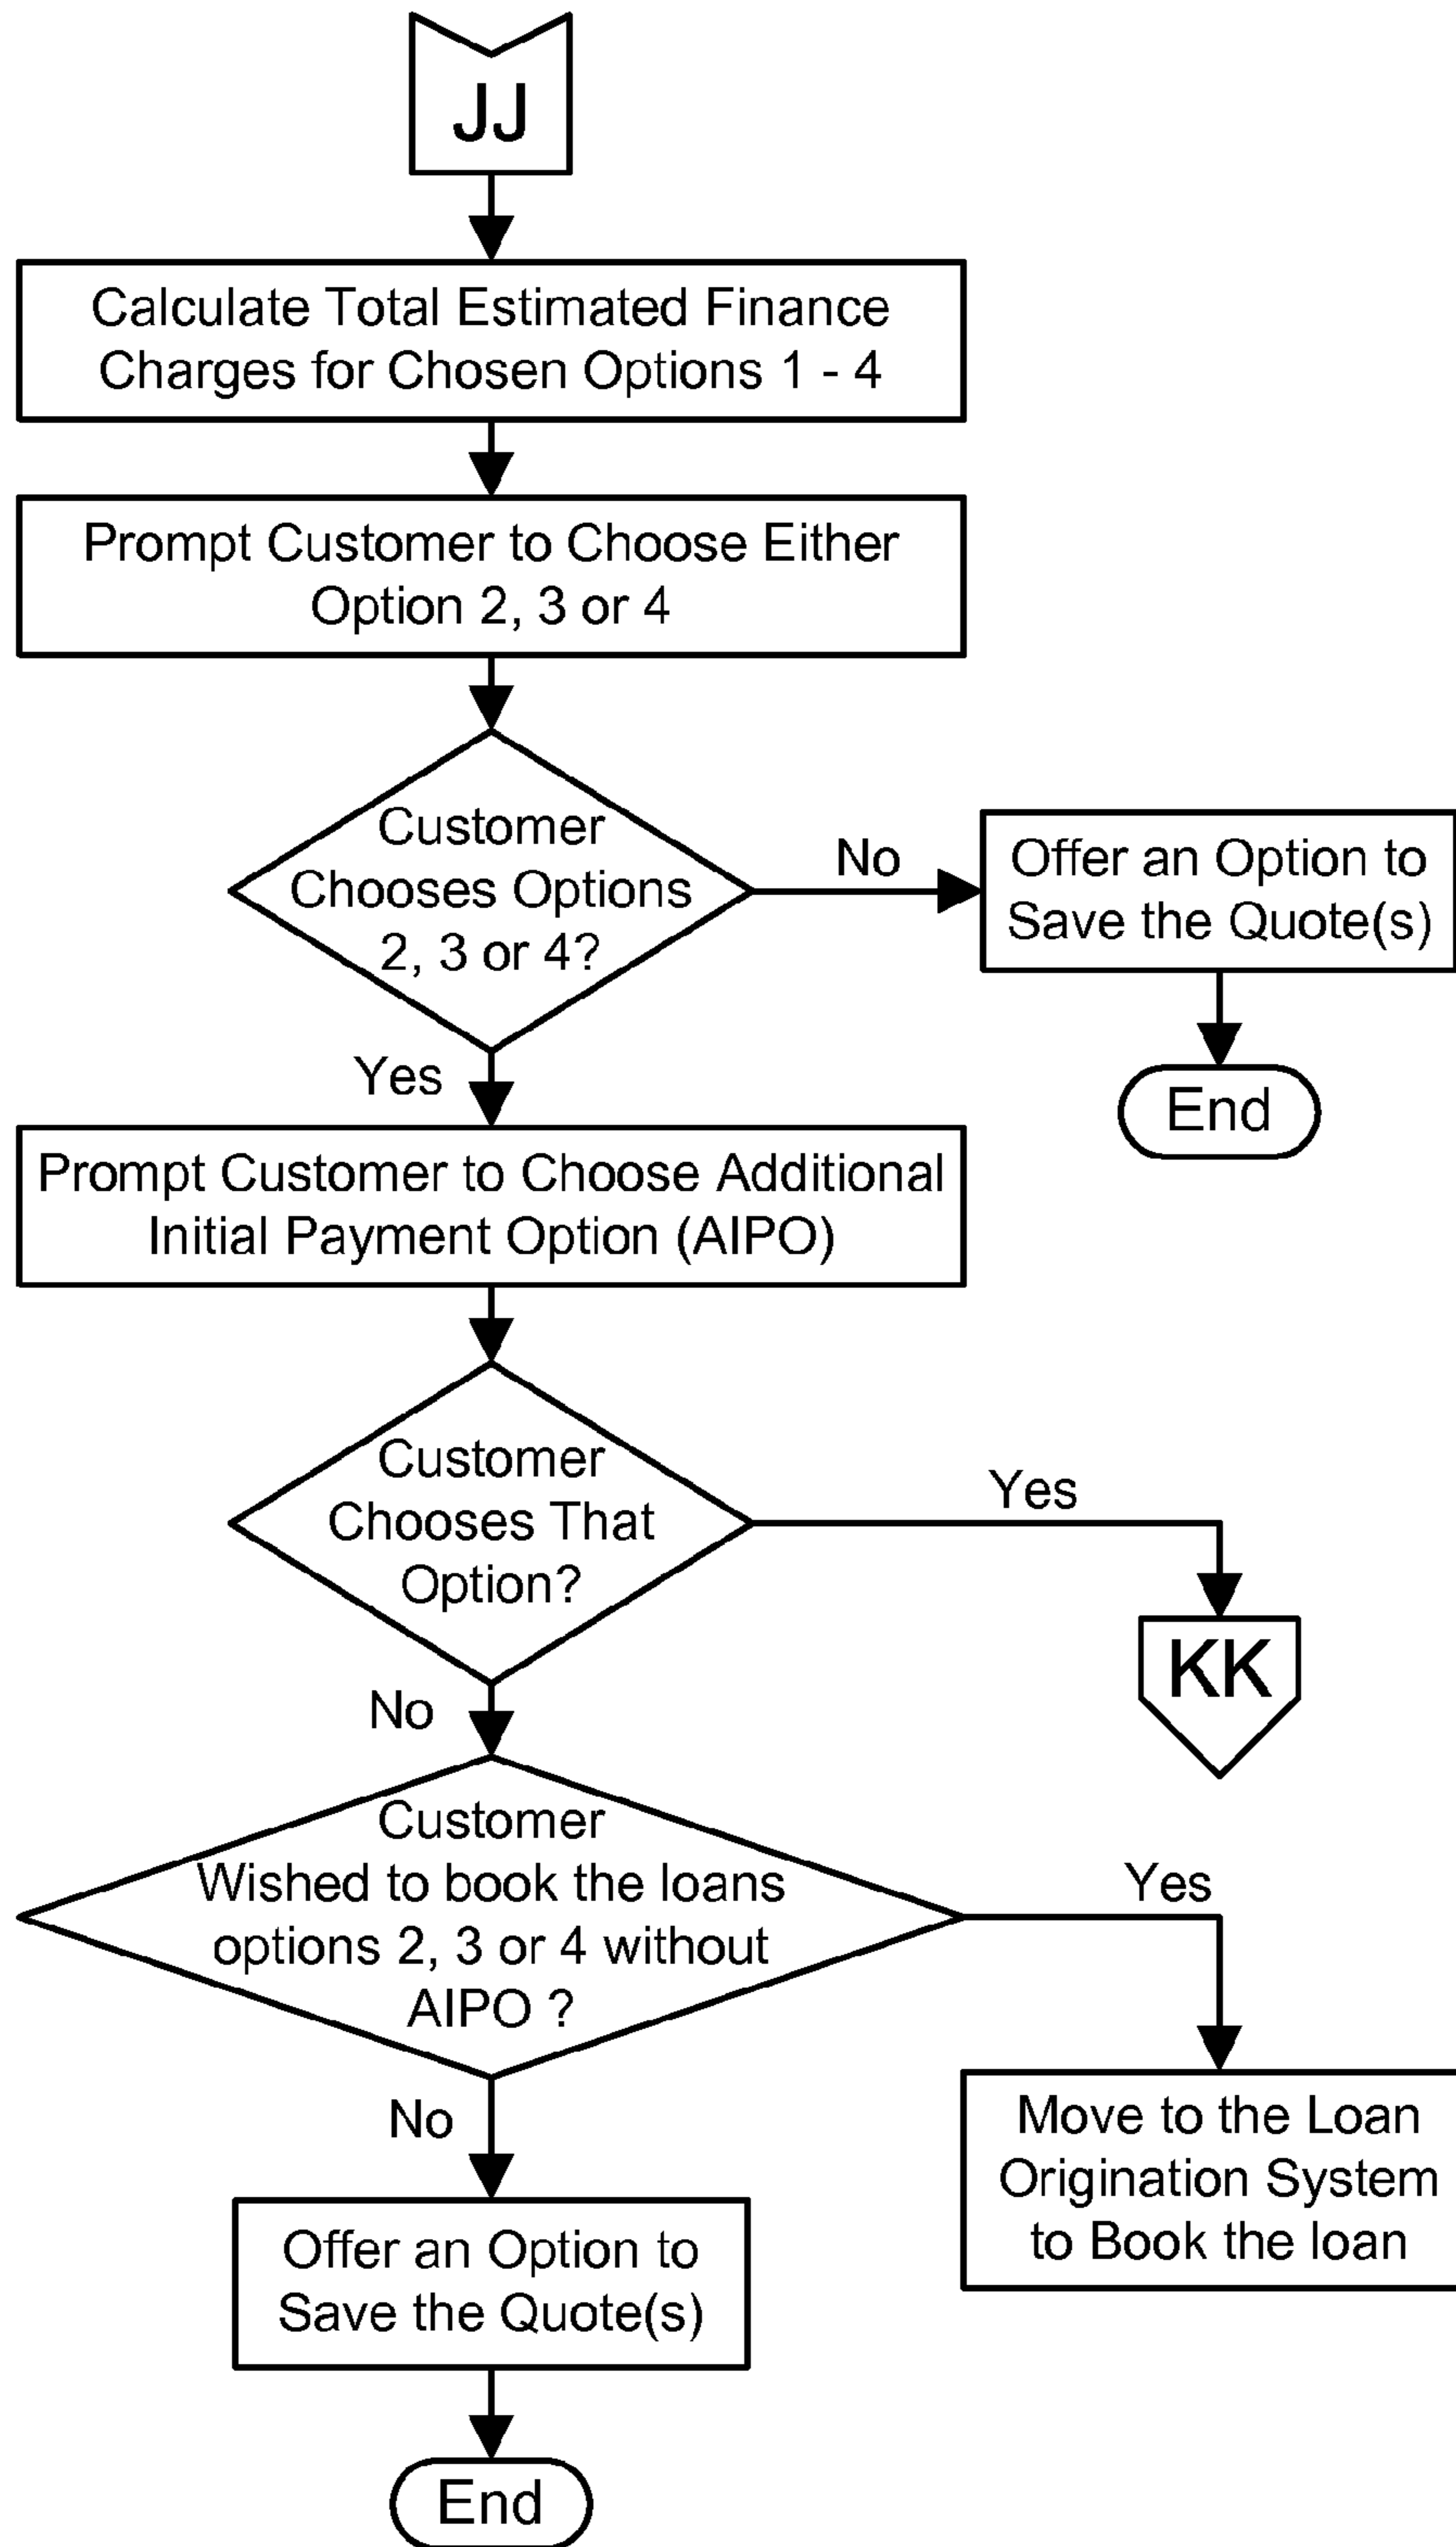 JJ
Calculate Total Estimated Finance
Charges for Chosen Options 1 - 4
Prompt Customer to Choose Either
Option 2, 3 or 4
Customer
Chooses Options
2, 3 or 4?
No
Offer an Option to
Save the Quote(s)
End
Yes
Prompt Customer to Choose Additional
Initial Payment Option (AIPO)
Customer
Chooses That
Option?
Yes
KK
No
Customer
Wished to book the loans
options 2, 3 or 4 without
AIPO ?
Yes
Move to the Loan
Origination System
to Book the loan
No
Offer an Option to
Save the Quote(s)
End